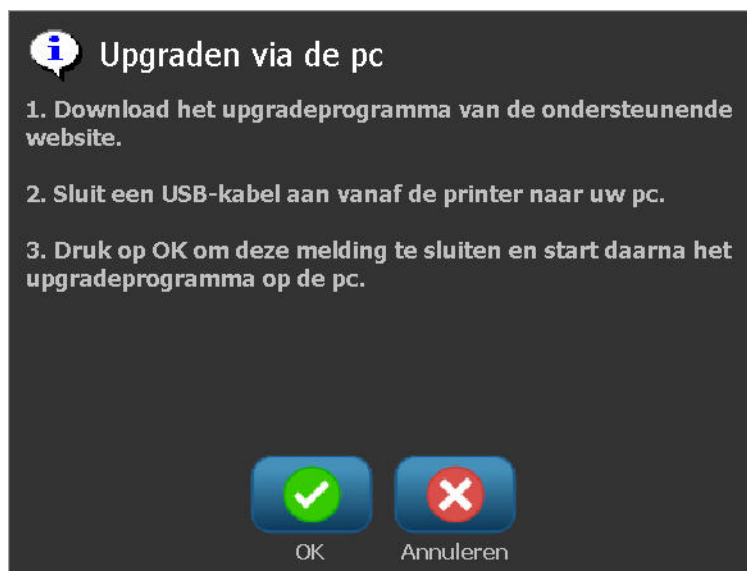 Upgraden via de pc
1. Download het upgradeprogramma van de ondersteunende
website.
2. Sluit een USB-kabel aan vanaf de printer naar uw pc.
3. Druk op OK om deze melding te sluiten en start daarna het
upgradeprogramma op de pc.
OK Annuleren